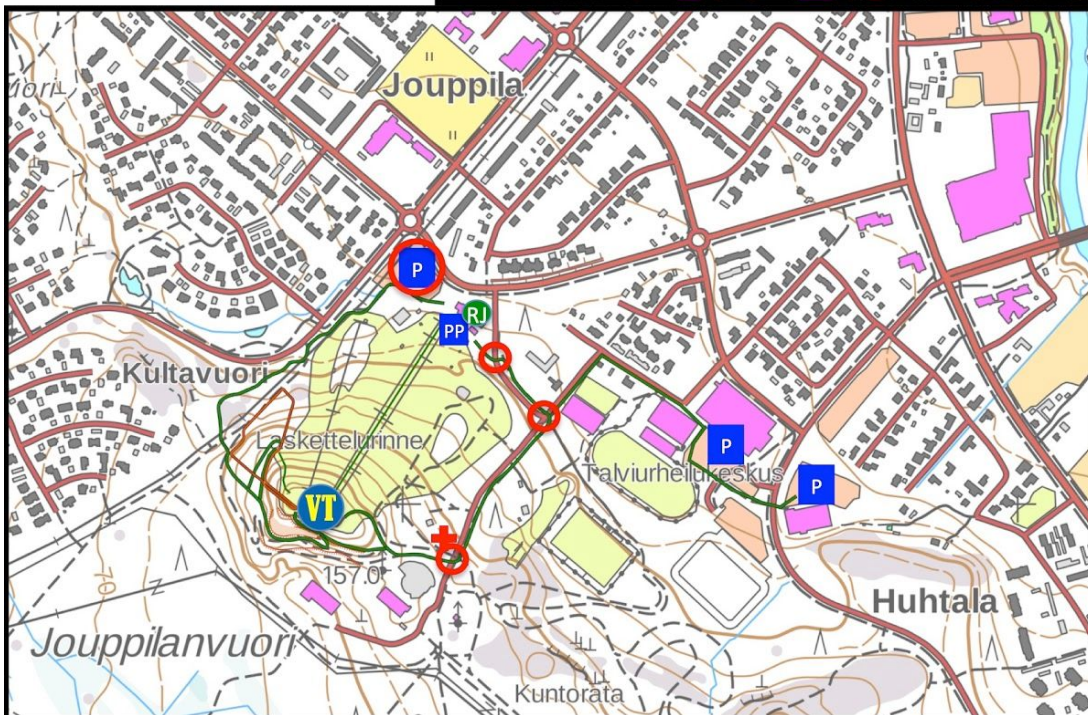 Jouppila
P
RJ
PP
Kultavuori
Laskettelurinne
P
Talviurheilukeskus
P
VT
157.0
Huhtala
Jouppilanvuori
Kuntorata